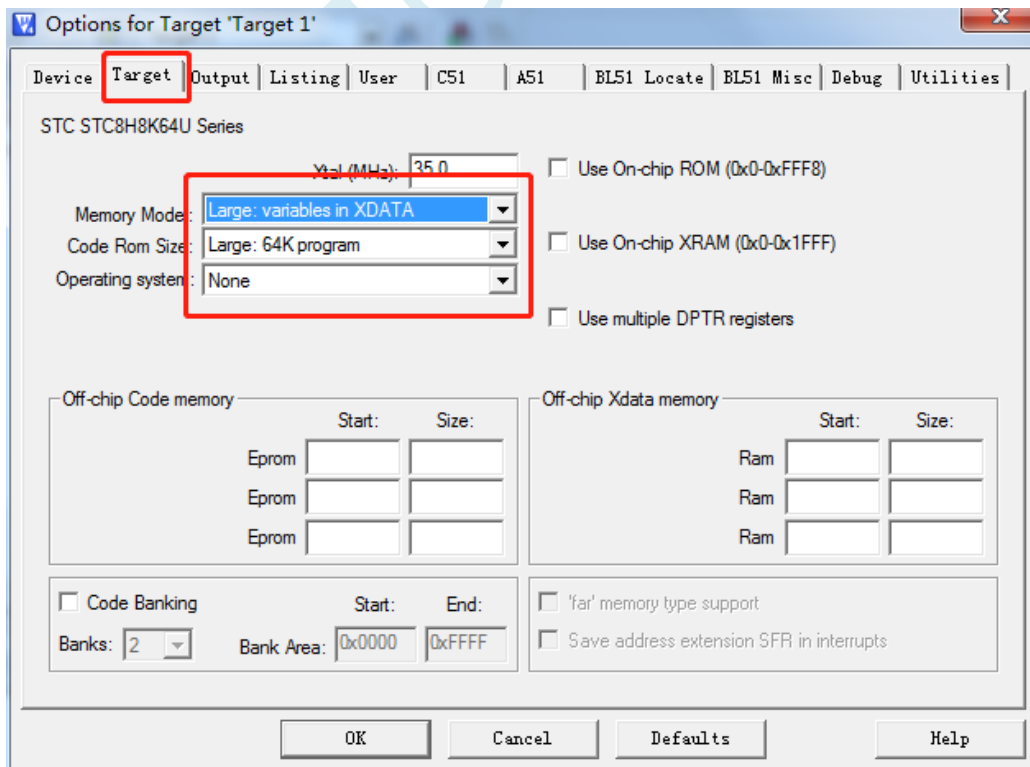 Options for Target 'Target 1'
Device Target Output Listing User C51 A51 BL51 Locate BL51 Misc Debug Utilities
STC STC8H8K64U Series
Xtal (MHz): 35.0
Use On-chip ROM (0x0-0xFFF8)
Memory Model: Large: variables in XDATA
Code Rom Size: Large: 64K program
Use On-chip XRAM (0x0-0x1FFF)
Operating system: None
Use multiple DPTR registers
Off-chip Code memory
Start: Size:
Eprom
Eprom
Eprom
Off-chip Xdata memory
Start: Size:
Ram
Ram
Ram
Code Banking Start: End:
Banks: 2 Bank Area: 0x0000 0xFFFF
'far' memory type support
Save address extension SFR in interrupts
OK Cancel Defaults Help